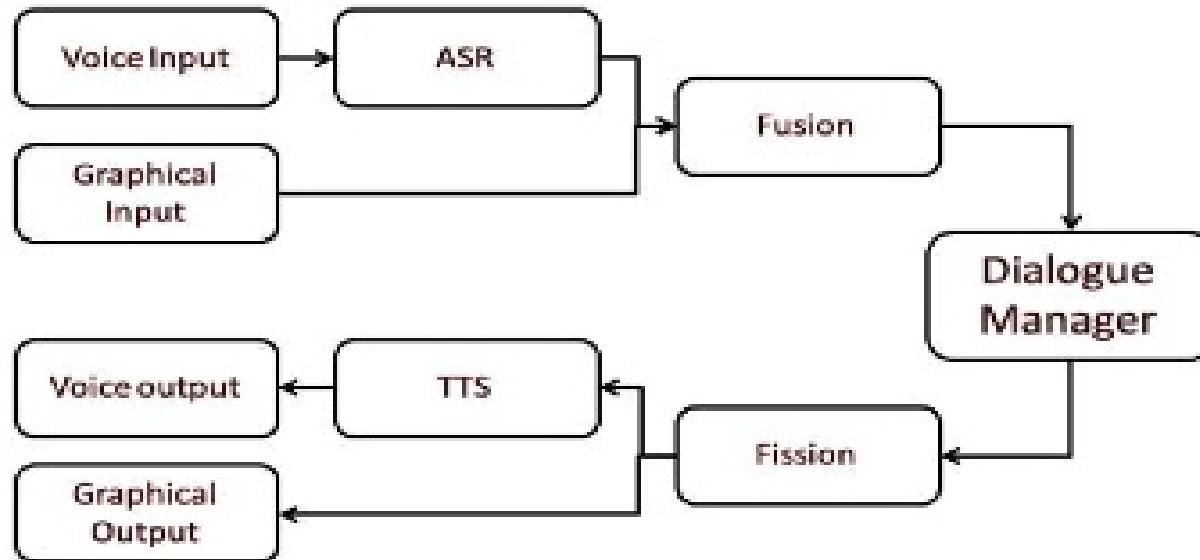 Voice Input
ASR
Fusion
Graphical
Input
Dialogue
Manager
Voice output
TTS
Fission
Graphical
Output